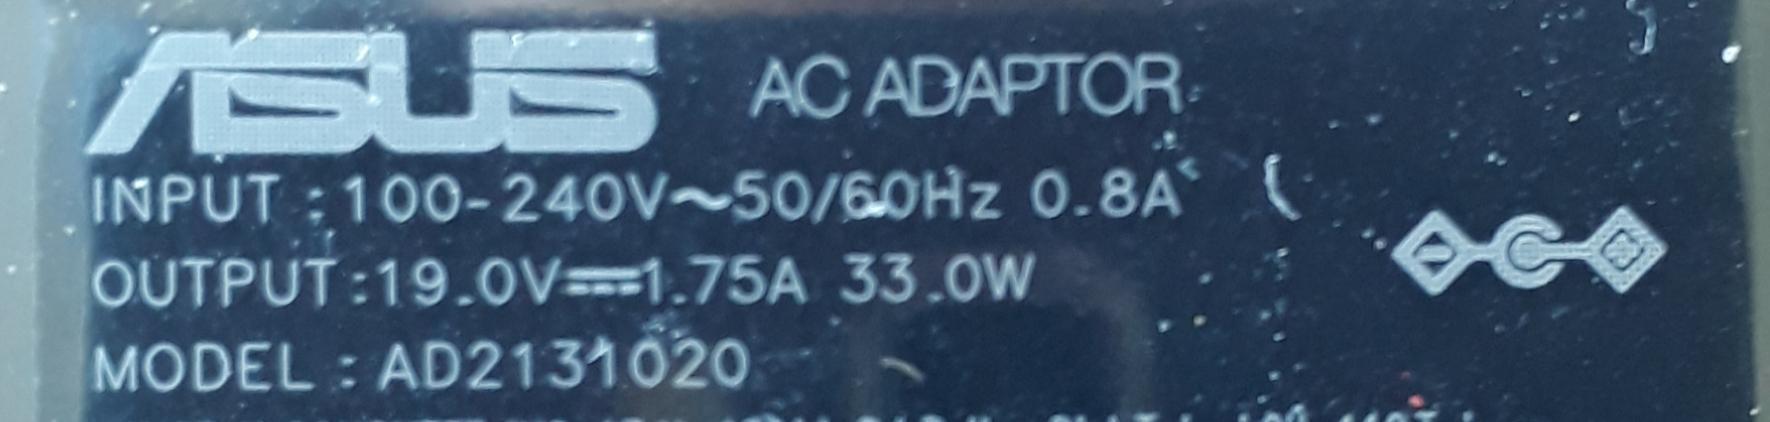 ASUS AC ADAPTOR
INPUT : 100-240V~50/60Hz 0.8A
OUTPUT:19.0V⎓1.75A 33.0W
MODEL : AD2131020